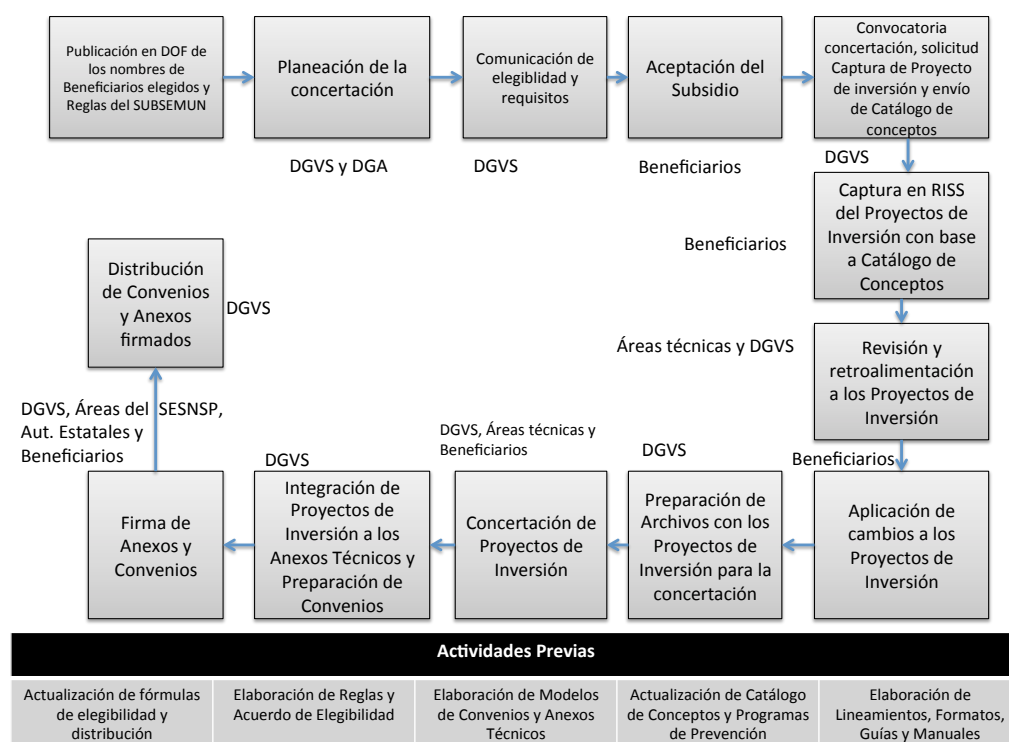 Publicación en DOF de
los nombres de
Beneficiarios elegidos y
Reglas del SUBSEMUN
Planeación de la
concertación
Comunicación de
elegiblidad y
requisitos
Aceptación del
Subsidio
Convocatoria
concertación, solicitud
Captura de Proyecto
de inversión y envío
de Catálogo de
conceptos
DGVS y DGA
DGVS
Beneficiarios
DGVS
Captura en RISS
del Proyectos de
Inversión con base
a Catálogo de
Conceptos
Beneficiarios
Distribución
de Convenios
y Anexos
firmados
DGVS
Áreas técnicas y DGVS
Revisión y
retroalimentación
a los Proyectos de
Inversión
DGVS, Áreas del SESNSP,
Aut. Estatales y
Beneficiarios
DGVS
DGVS, Áreas técnicas y
Beneficiarios
DGVS
Beneficiarios
Firma de
Anexos y
Convenios
Integración de
Proyectos de
Inversión a los
Anexos Técnicos y
Preparación de
Convenios
Concertación de
Proyectos de
Inversión
Preparación de
Archivos con los
Proyectos de
Inversión para la
concertación
Aplicación de
cambios a los
Proyectos de
Inversión
Actividades Previas
Actualización de fórmulas
de elegibilidad y
distribución
Elaboración de Reglas y
Acuerdo de Elegibilidad
Elaboración de Modelos
de Convenios y Anexos
Técnicos
Actualización de Catálogo
de Conceptos y Programas
de Prevención
Elaboración de
Lineamientos, Formatos,
Guías y Manuales